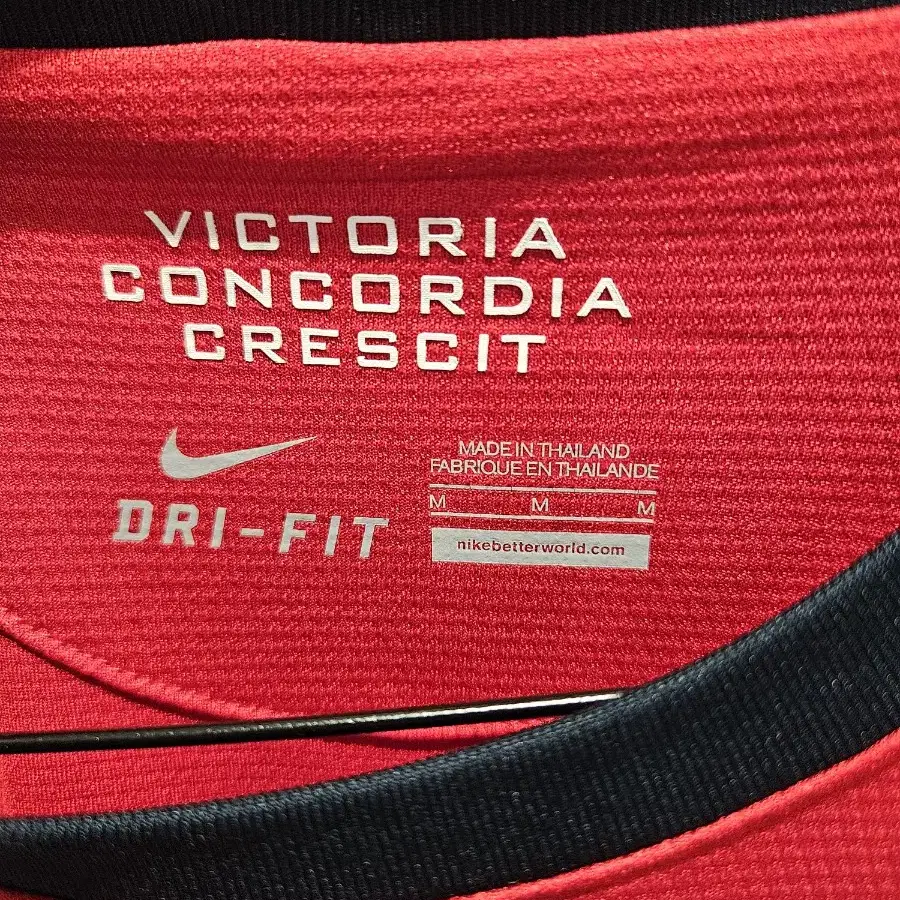 VICTORIA
CONCORDIA
CRESCIT
DRI-FIT
MADE IN THAILAND
FABRIQUE EN THAILANDE
M M M
nikebetterworld.com